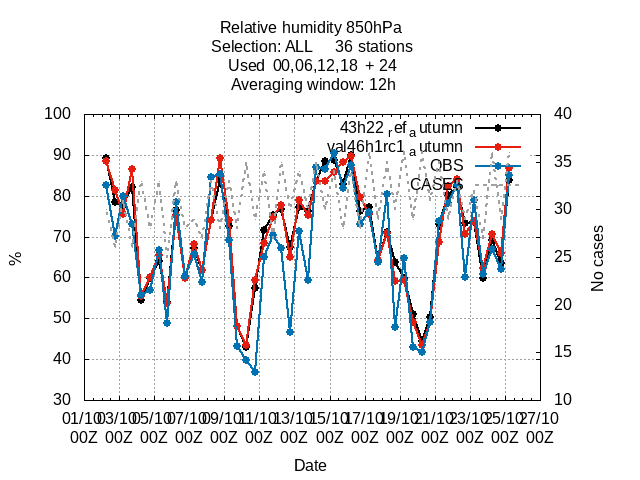 Relative humidity 850hPa
Selection: ALL 36 stations
Used 00,06,12,18 + 24
Averaging window: 12h
43h22_refautumn
val46h1rc1autumn
OBS
CASES
100
90
80
70
60
50
40
30
%
40
35
30
25
20
15
10
No cases
01/10 03/10 05/10 07/10 09/10 11/10 13/10 15/10 17/10 19/10 21/10 23/10 25/10 27/10
00Z 00Z 00Z 00Z 00Z 00Z 00Z 00Z 00Z 00Z 00Z 00Z 00Z 00Z
Date